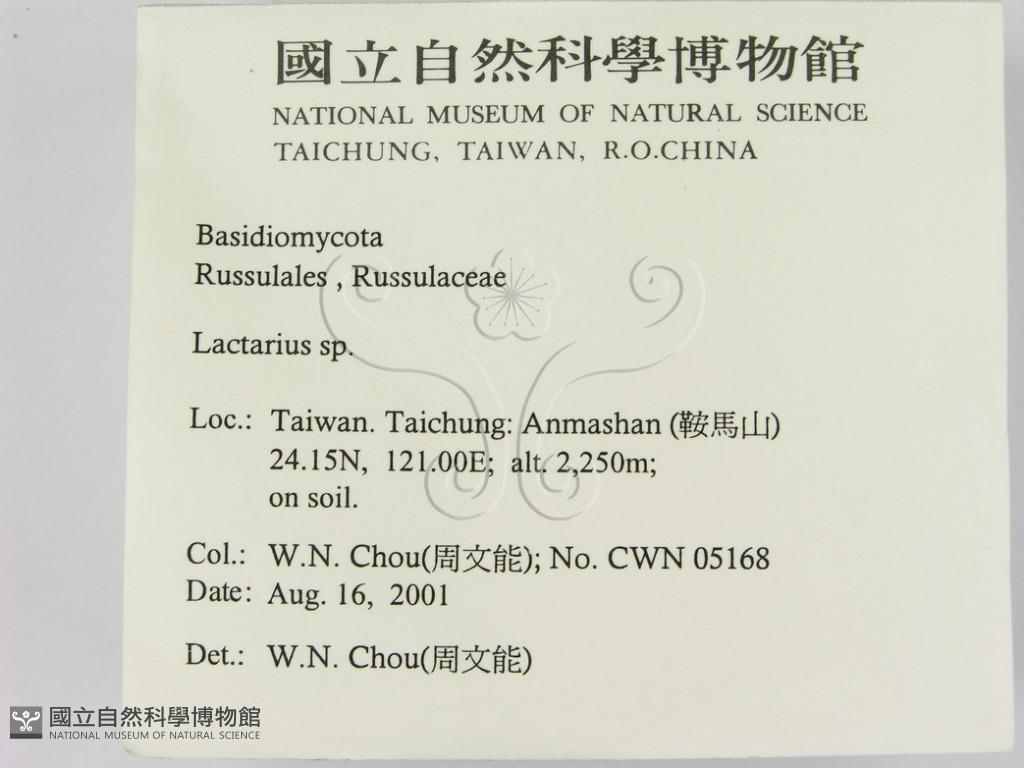 國立自然科學博物館
NATIONAL MUSEUM OF NATURAL SCIENCE
TAICHUNG, TAIWAN, R.O.CHINA
Basidiomycota
Russulales , Russulaceae
Lactarius sp.
Loc.: Taiwan. Taichung: Anmashan (鞍馬山)
24.15N, 121.00E; alt. 2,250m;
on soil.
Col.: W.N. Chou(周文能); No. CWN 05168
Date: Aug. 16, 2001
Det.: W.N. Chou(周文能)
國立自然科學博物館
NATIONAL MUSEUM OF NATURAL SCIENCE